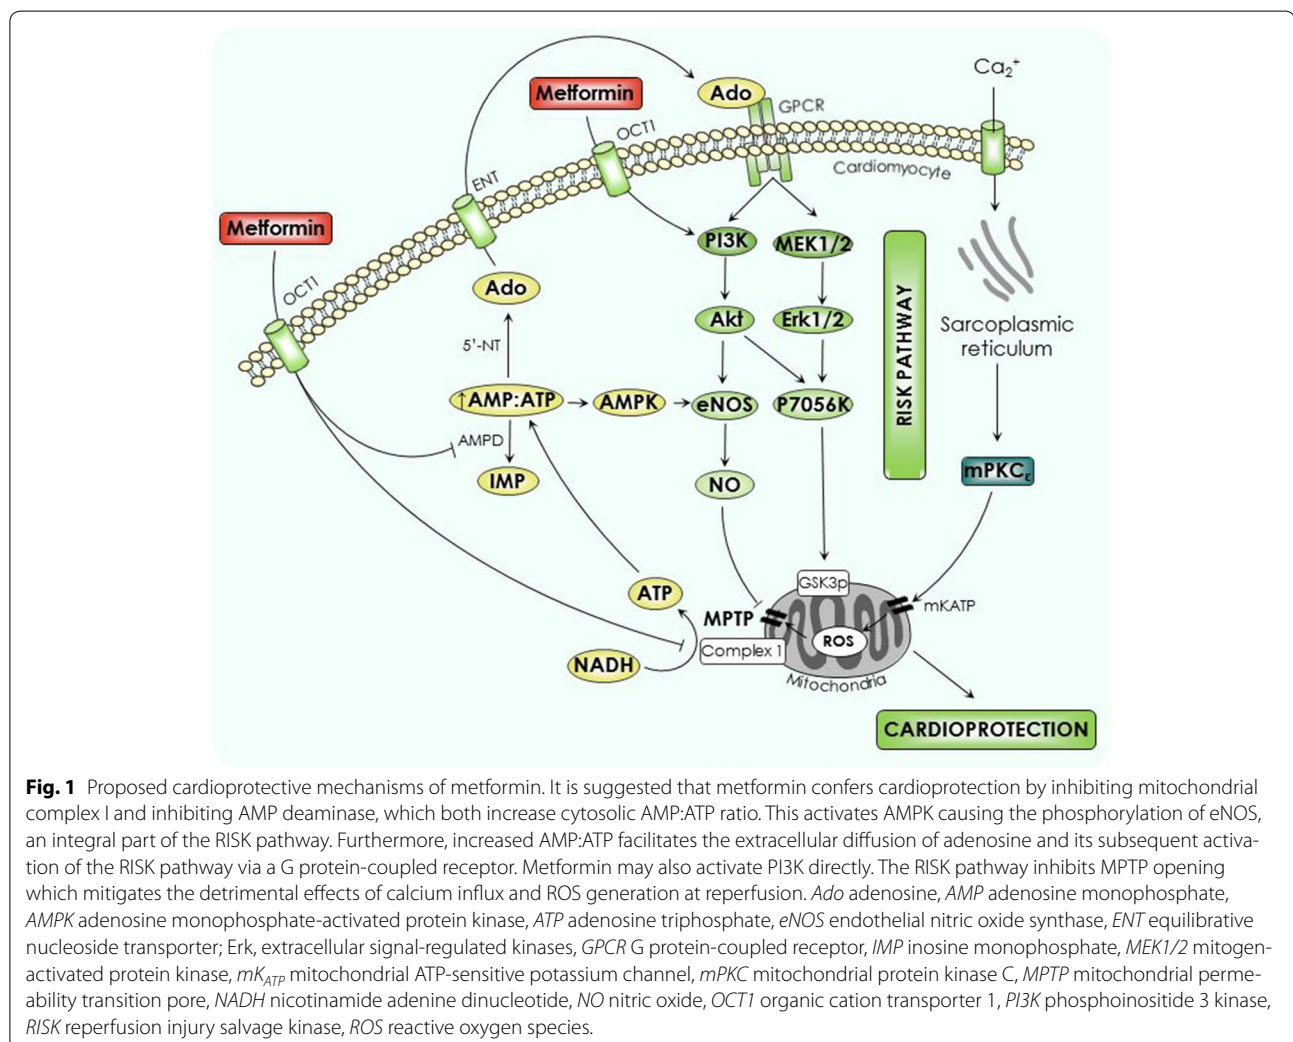 Ca₂⁺
Metformin
Ado
GPCR
OCT1
Cardiomyocyte
ENT
Metformin
PI3K
MEK1/2
OCT1
Ado
RISK PATHWAY
Akt
Erk1/2
Sarcoplasmic
reticulum
5'-NT
↑AMP:ATP
AMPK
eNOS
P7056K
AMPD
IMP
NO
mPKCε
ATP
GSK3p
mKATP
MPTP
ROS
Complex 1
NADH
Mitochondria
CARDIOPROTECTION
Fig. 1 Proposed cardioprotective mechanisms of metformin. It is suggested that metformin confers cardioprotection by inhibiting mitochondrial
complex I and inhibiting AMP deaminase, which both increase cytosolic AMP:ATP ratio. This activates AMPK causing the phosphorylation of eNOS,
an integral part of the RISK pathway. Furthermore, increased AMP:ATP facilitates the extracellular diffusion of adenosine and its subsequent activa-
tion of the RISK pathway via a G protein-coupled receptor. Metformin may also activate PI3K directly. The RISK pathway inhibits MPTP opening
which mitigates the detrimental effects of calcium influx and ROS generation at reperfusion. Ado adenosine, AMP adenosine monophosphate,
AMPK adenosine monophosphate-activated protein kinase, ATP adenosine triphosphate, eNOS endothelial nitric oxide synthase, ENT equilibrative
nucleoside transporter; Erk, extracellular signal-regulated kinases, GPCR G protein-coupled receptor, IMP inosine monophosphate, MEK1/2 mitogen-
activated protein kinase, mKATP mitochondrial ATP-sensitive potassium channel, mPKC mitochondrial protein kinase C, MPTP mitochondrial perme-
ability transition pore, NADH nicotinamide adenine dinucleotide, NO nitric oxide, OCT1 organic cation transporter 1, PI3K phosphoinositide 3 kinase,
RISK reperfusion injury salvage kinase, ROS reactive oxygen species.